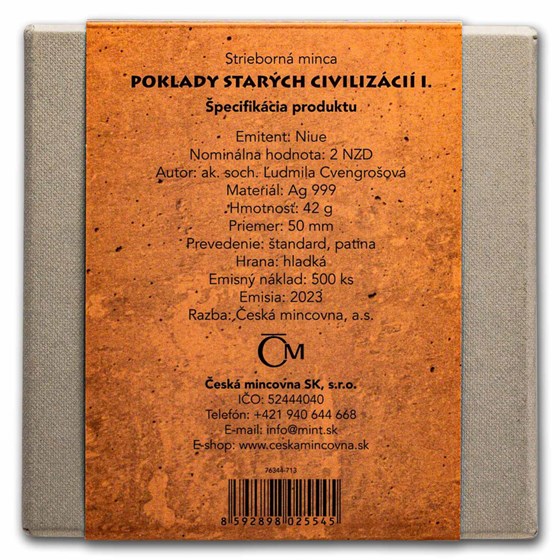 Strieborná minca
POKLADY STARÝCH CIVILIZÁCIÍ I.
Špecifikácia produktu
Emitent: Niue
Nominálna hodnota: 2 NZD
Autor: ak. soch. Ľudmila Cvengrošová
Materiál: Ag 999
Hmotnosť: 42 g
Priemer: 50 mm
Prevedenie: štandard, patina
Hrana: hladká
Emisný náklad: 500 ks
Emisia: 2023
Razba: Česká mincovna, a.s.
ČM
Česká mincovna SK, s.r.o.
IČO: 52444040
Telefón: +421 940 644 668
E-mail: info@mint.sk
E-shop: www.ceskamincovna.sk
76344-713
8 592898 025545